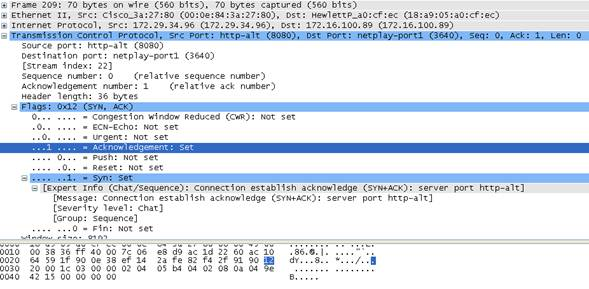 Frame 209: 70 bytes on wire (560 bits), 70 bytes captured (560 bits)
Ethernet II, Src: Cisco_3a:27:80 (00:0e:84:3a:27:80), Dst: HewlettP_a0:cf:ec (18:a9:05:a0:cf:ec)
Internet Protocol, Src: 172.29.34.96 (172.29.34.96), Dst: 172.16.100.89 (172.16.100.89)
Transmission Control Protocol, Src Port: http-alt (8080), Dst Port: netplay-port1 (3640), Seq: 0, Ack: 1, Len: 0
Source port: http-alt (8080)
Destination port: netplay-port1 (3640)
[Stream index: 22]
Sequence number: 0 (relative sequence number)
Acknowledgement number: 1 (relative ack number)
Header length: 36 bytes
Flags: 0x12 (SYN, ACK)
0... .... = Congestion Window Reduced (CWR): Not set
.0.. .... = ECN-Echo: Not set
..0. .... = Urgent: Not set
...1 .... = Acknowledgement: Set
.... 0... = Push: Not set
.... .0.. = Reset: Not set
.... ..1. = Syn: Set
[Expert Info (Chat/Sequence): Connection establish acknowledge (SYN+ACK): server port http-alt]
[Message: Connection establish acknowledge (SYN+ACK): server port http-alt]
[Severity level: Chat]
[Group: Sequence]
.... ...0 = Fin: Not set
0010 00 38 36 ff 40 00 7c 06 e8 d9 ac 1d 22 60 ac 10
0020 64 59 1f 90 0e 38 ef 14 2a fe 82 f4 2f 91 90 12 dY...8.. *.../...
0030 20 00 1c 03 00 00 02 04 05 b4 04 02 08 0a 04 9e ........ ........
0040 42 15 00 00 00 00 B.....